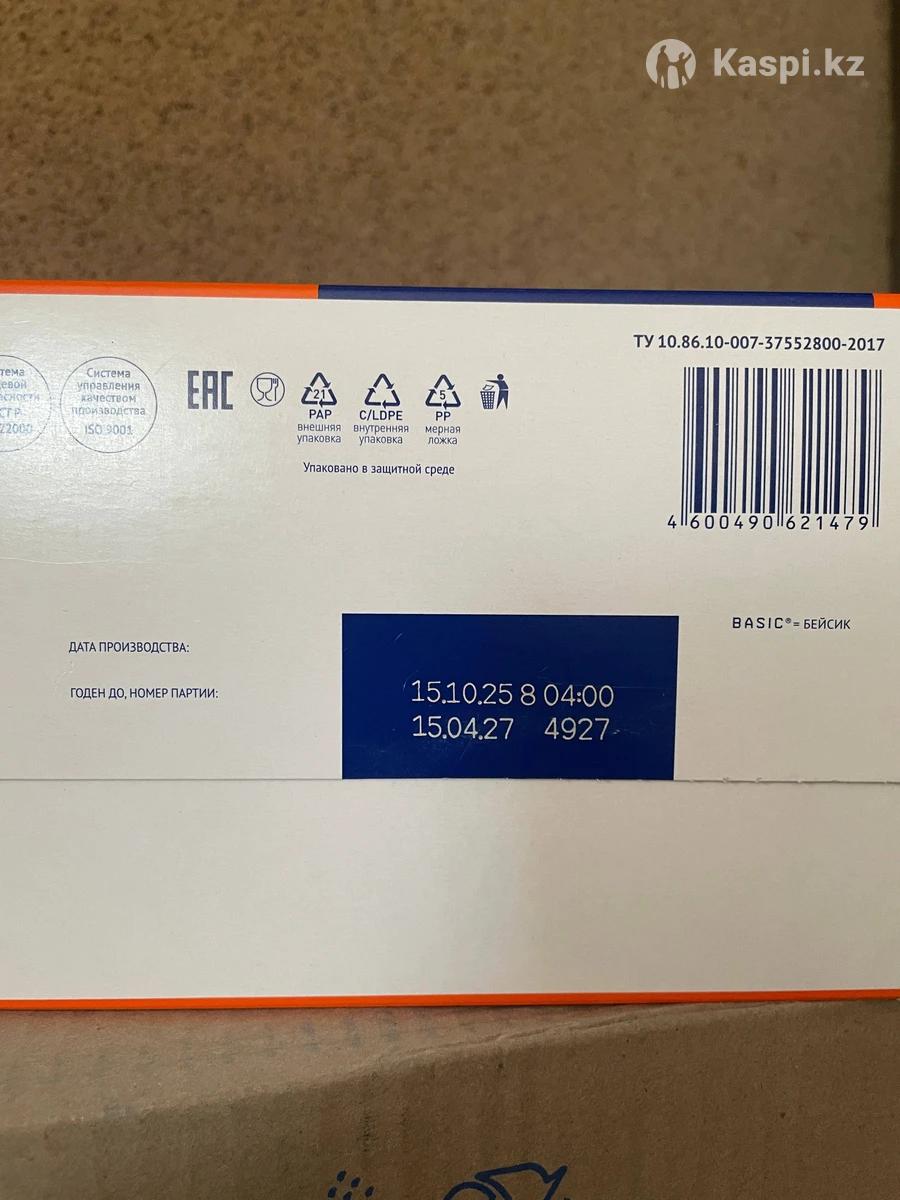 Kaspi.kz
ТУ 10.86.10-007-37552800-2017
Система
управления
качеством
производства
ISO 9001
22000
EAC
21
PAP
внешняя
упаковка
C/LDPE
внутренняя
упаковка
5
PP
мерная
ложка
Упаковано в защитной среде
4 600490 621479
BASIC®= БЕЙСИК
ДАТА ПРОИЗВОДСТВА:
15.10.25 8 04:00
ГОДЕН ДО, НОМЕР ПАРТИИ:
15.04.27 4927